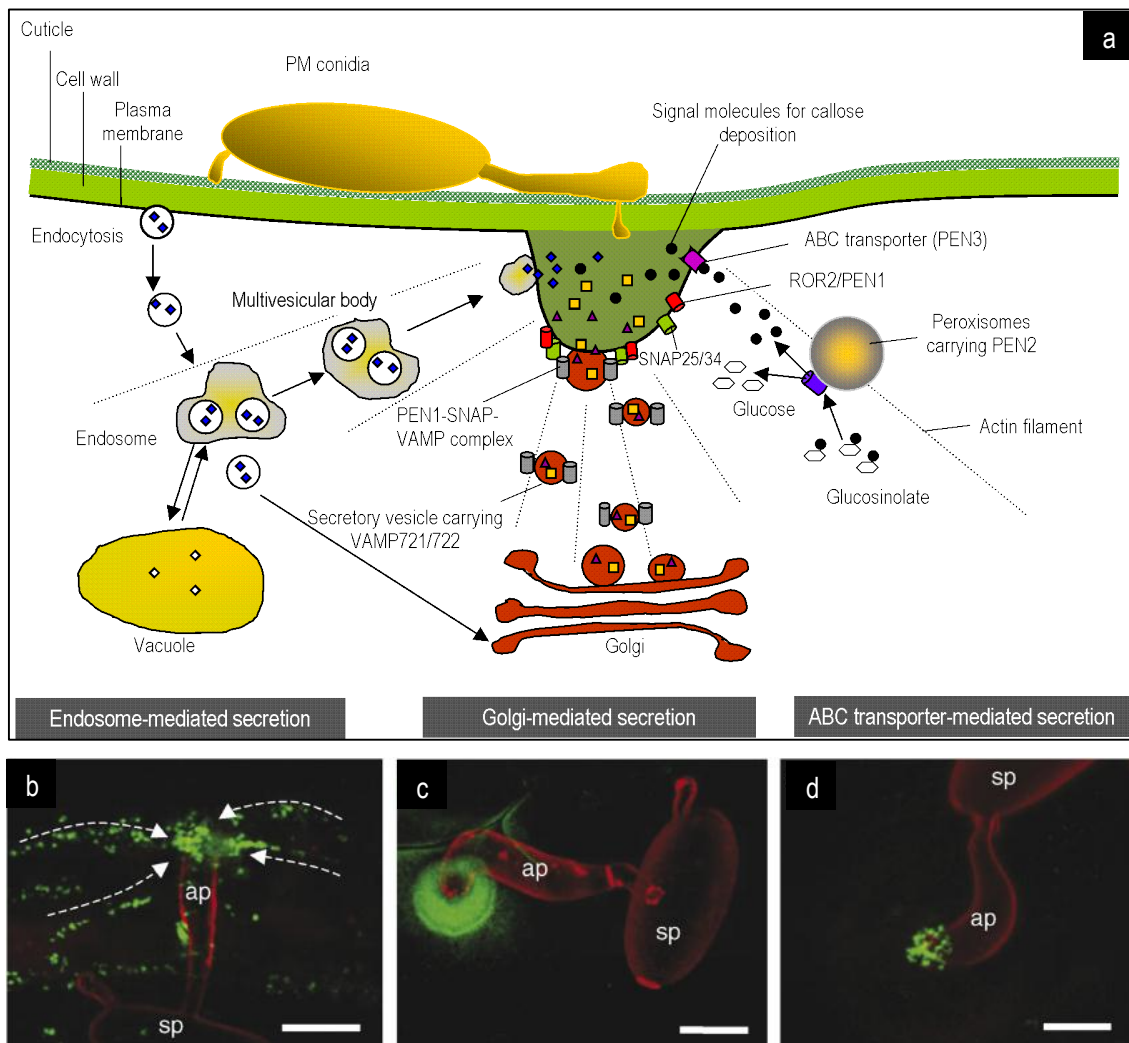 a
Cuticle
Cell wall
Plasma
membrane
PM conidia
Signal molecules for callose
deposition
Endocytosis
ABC transporter (PEN3)
Multivesicular body
ROR2/PEN1
Peroxisomes
carrying PEN2
SNAP25/34
Glucose
PEN1-SNAP-
VAMP complex
Endosome
Actin filament
Glucosinolate
Secretory vesicle carrying
VAMP721/722
Vacuole
Golgi
Endosome-mediated secretion
Golgi-mediated secretion
ABC transporter-mediated secretion
b
ap
sp
c
ap
sp
d
sp
ap